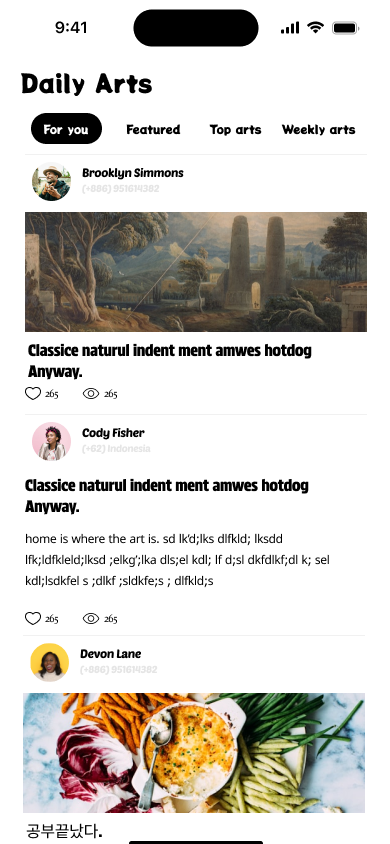 9:41
Daily Arts
For you
Featured
Top arts
Weekly arts
Brooklyn Simmons
(+886) 951614382
Classice naturul indent ment amwes hotdog
Anyway.
265
265
Cody Fisher
(+62) Indonesia
Classice naturul indent ment amwes hotdog
Anyway.
home is where the art is. sd lk'd;lks dlfkld; lksdd
lfk;ldfkleld;lksd ;elkg';lka dls;el kdl; lf d;sl dkfdlkf;dl k; sel
kdl;lsdkfel s ;dlkf ;sldkfe;s ; dlfkld;s
265
265
Devon Lane
(+886) 951614382
공부끝났다.